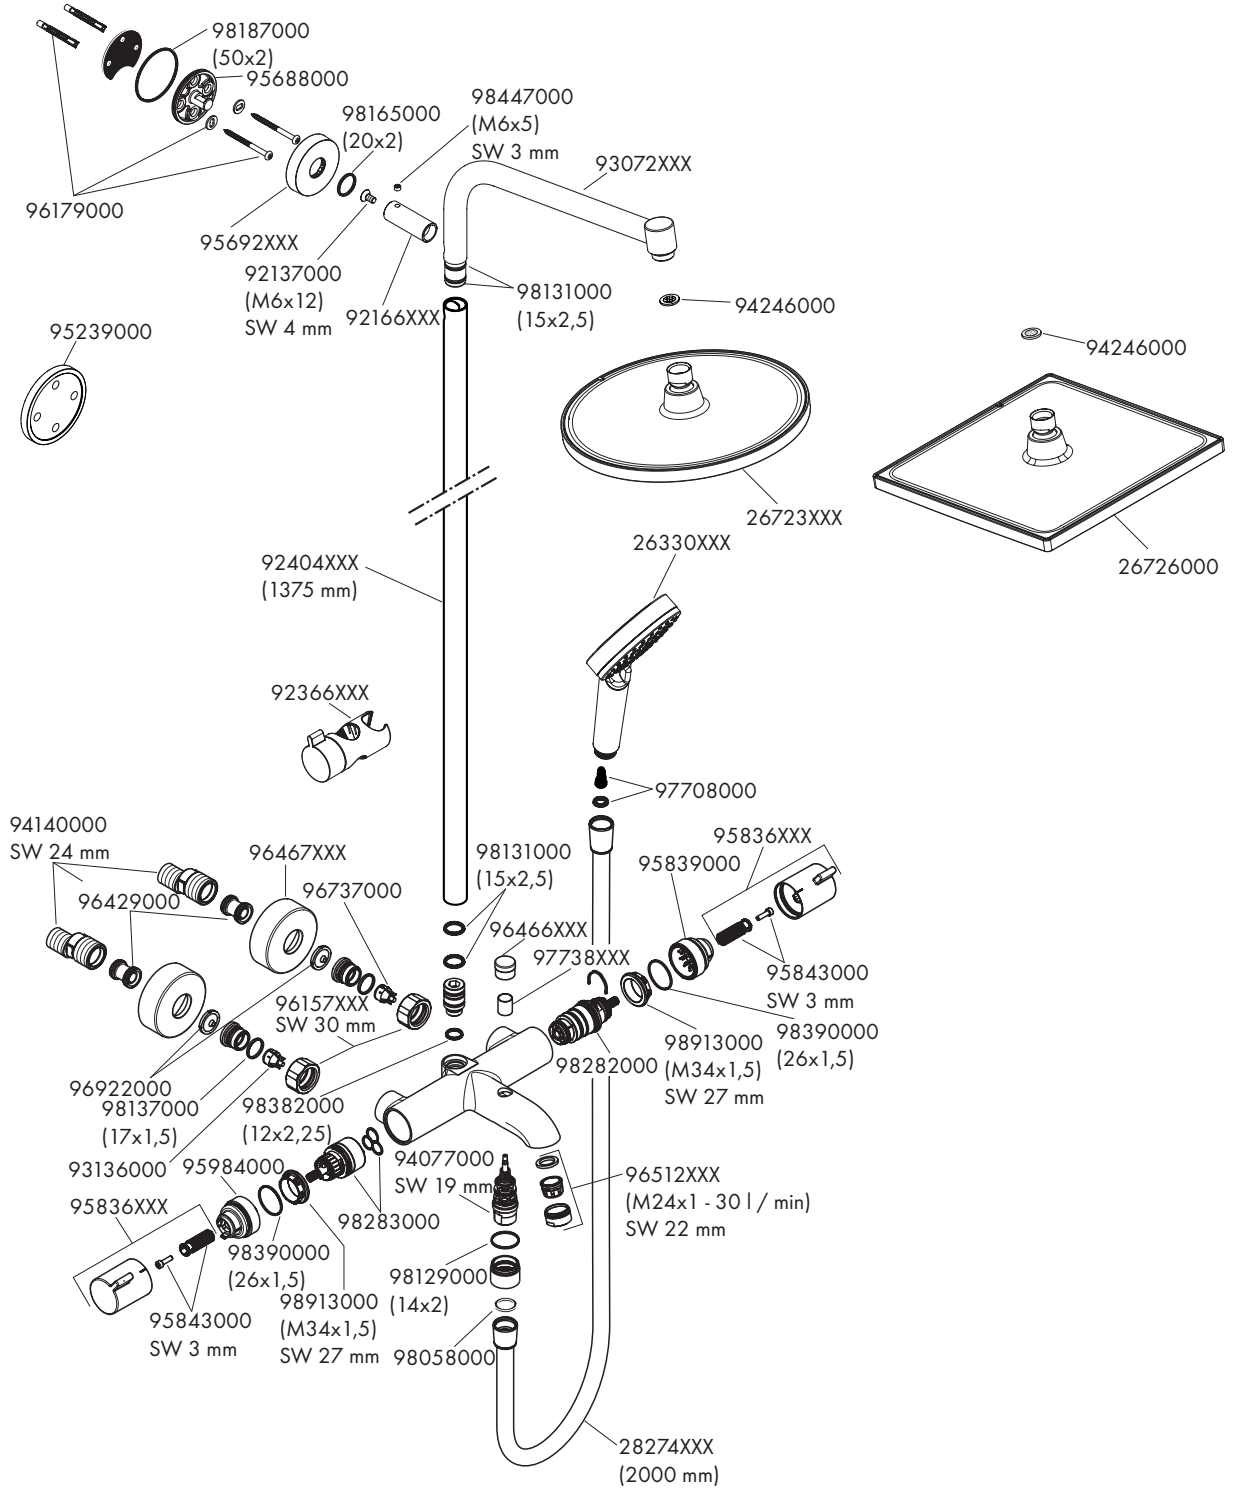 98187000
(50x2)
95688000
98165000
(20x2)
98447000
(M6x5)
SW 3 mm
93072XXX
96179000
95692XXX
92137000
(M6x12)
SW 4 mm
92166XXX
98131000
(15x2,5)
94246000
95239000
94246000
26723XXX
26726000
26330XXX
92404XXX
(1375 mm)
92366XXX
97708000
94140000
SW 24 mm
96467XXX
96429000
96737000
98131000
(15x2,5)
95836XXX
95839000
96466XXX
97738XXX
95843000
SW 3 mm
96157XXX
SW 30 mm
98390000
(26x1,5)
98913000
(M34x1,5)
SW 27 mm
98282000
96922000
98137000
(17x1,5)
98382000
(12x2,25)
93136000
95984000
94077000
SW 19 mm
96512XXX
(M24x1 - 30 l / min)
SW 22 mm
95836XXX
98283000
98390000
(26x1,5)
98129000
(14x2)
98913000
(M34x1,5)
SW 27 mm
95843000
SW 3 mm
98058000
28274XXX
(2000 mm)